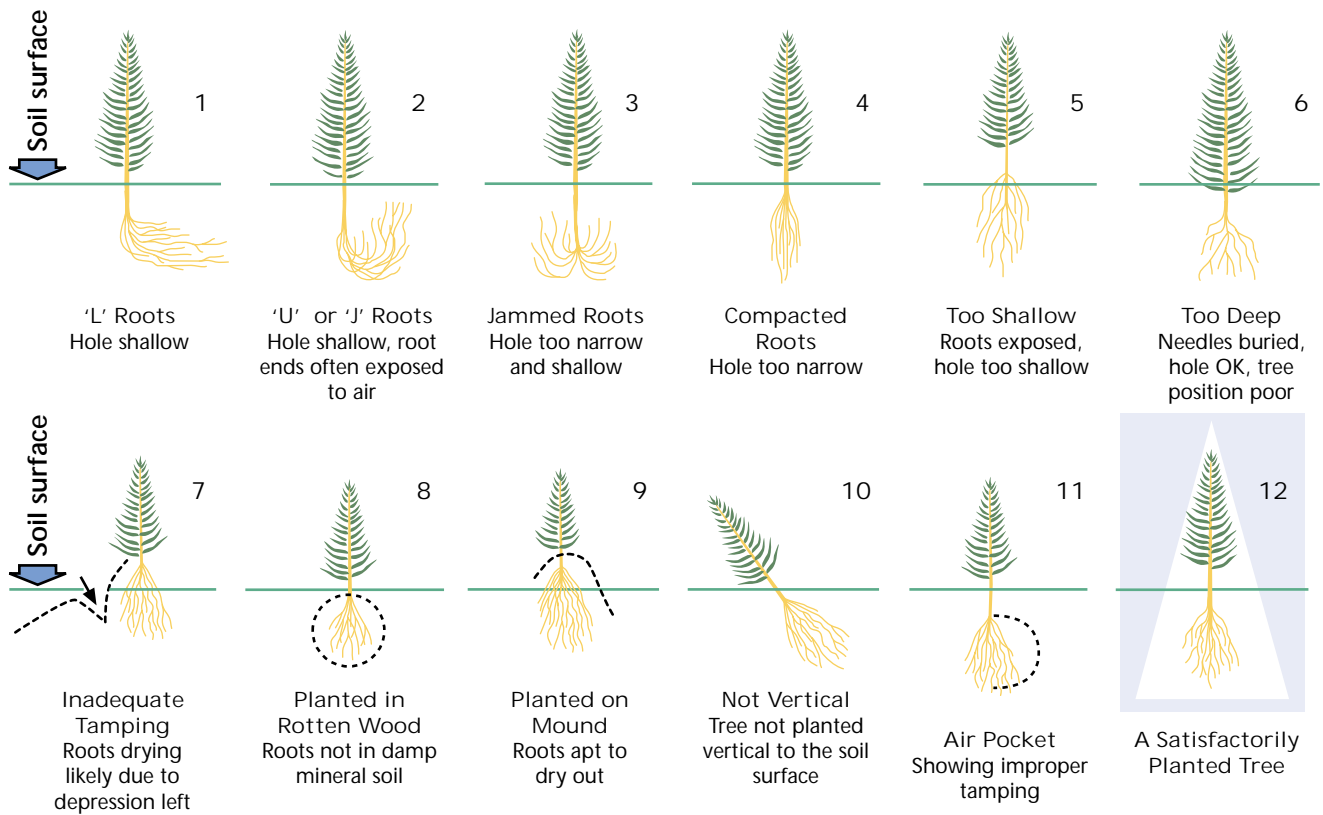 Soil surface
1
2
3
4
5
6
‘L’ Roots
Hole shallow
‘U’ or ‘J’ Roots
Hole shallow, root
ends often exposed
to air
Jammed Roots
Hole too narrow
and shallow
Compacted
Roots
Hole too narrow
Too Shallow
Roots exposed,
hole too shallow
Too Deep
Needles buried,
hole OK, tree
position poor
Soil surface
7
8
9
10
11
12
Inadequate
Tamping
Roots drying
likely due to
depression left
Planted in
Rotten Wood
Roots not in damp
mineral soil
Planted on
Mound
Roots apt to
dry out
Not Vertical
Tree not planted
vertical to the soil
surface
Air Pocket
Showing improper
tamping
A Satisfactorily
Planted Tree